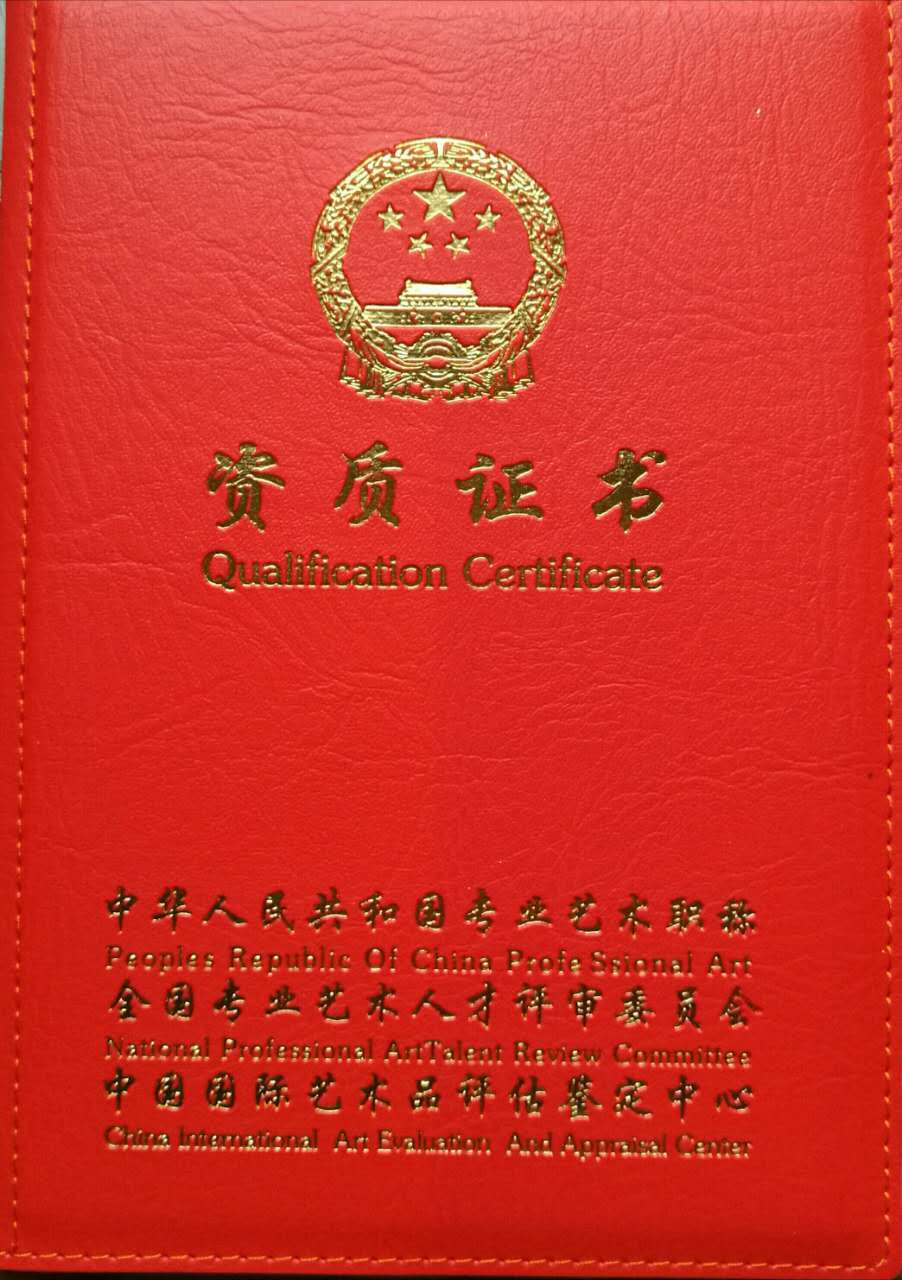 资质证书
Qualification Certificate
中华人民共和国专业艺术职称
Peoples Republic Of China Profe Ssional Art
全国专业艺术人才评审委员会
National Professional ArtTalent Review Committee
中国国际艺术品评估鉴定中心
China International Art Evaluation And Appraisal Center